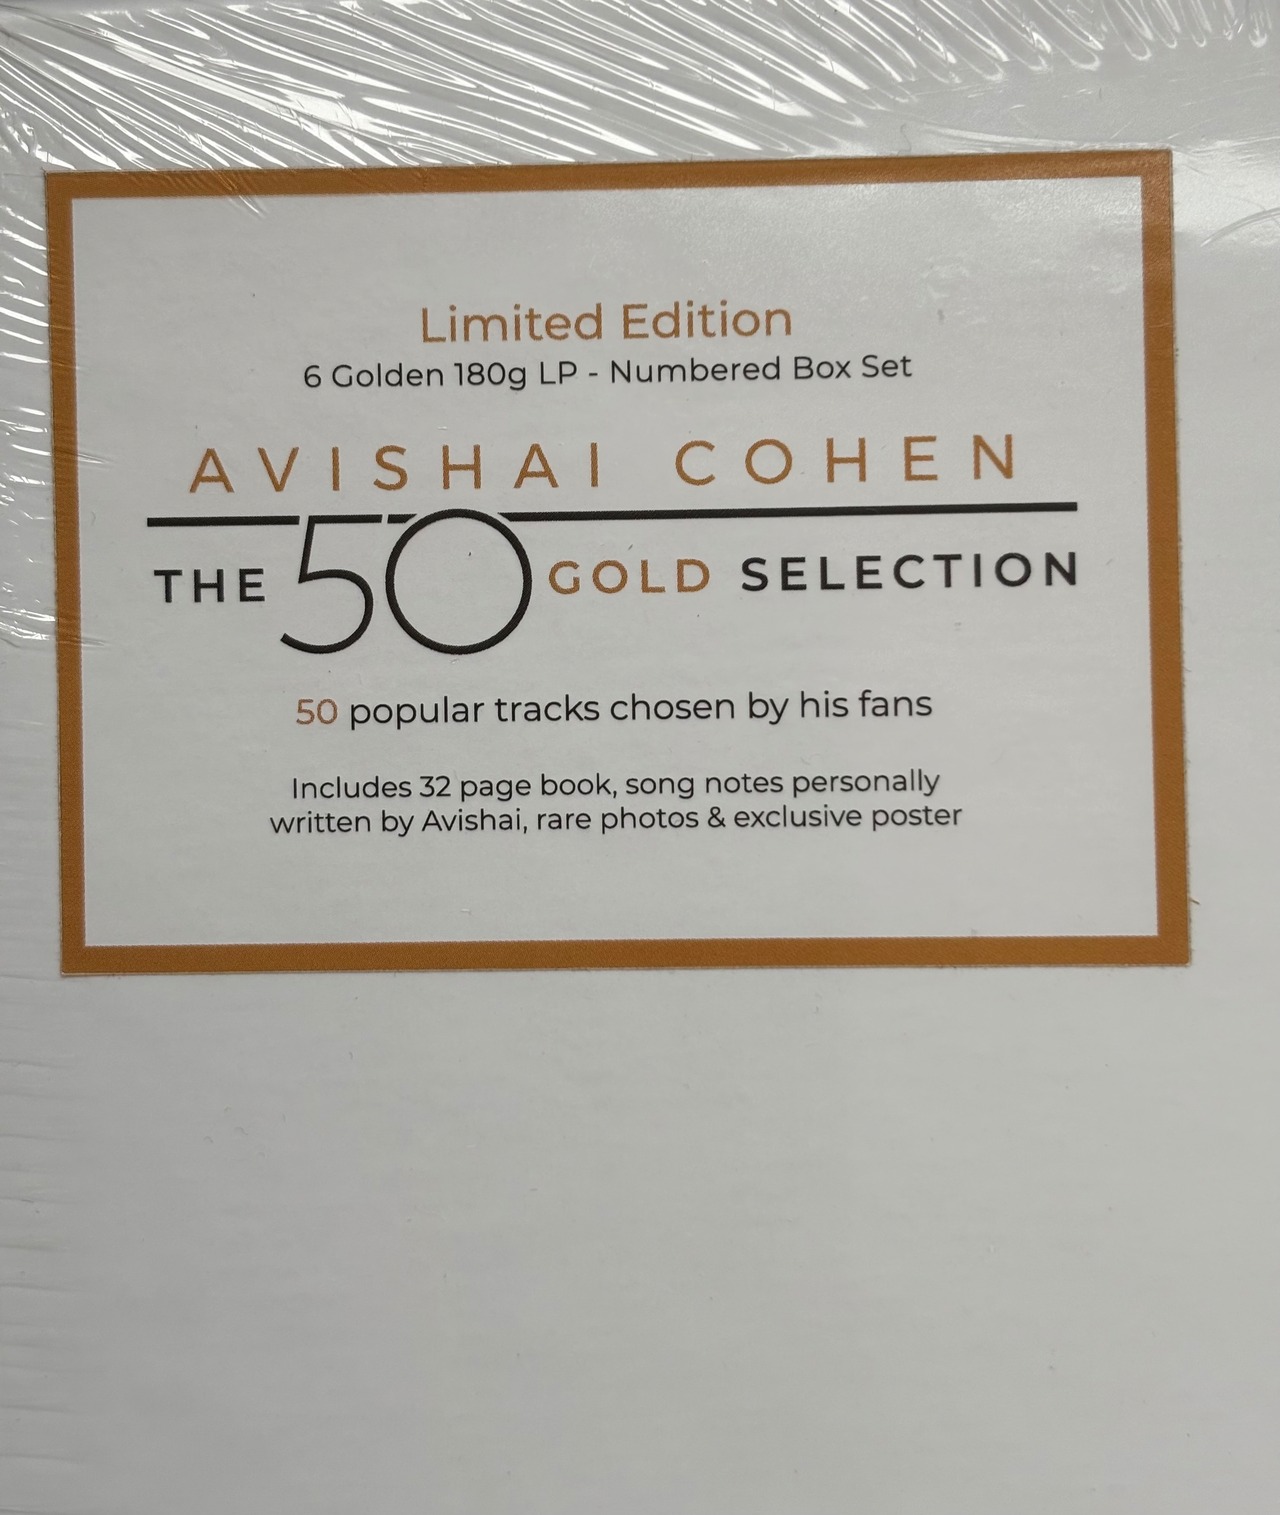 Limited Edition
6 Golden 180g LP - Numbered Box Set
AVISHAI COHEN
THE 50 GOLD SELECTION
50 popular tracks chosen by his fans
Includes 32 page book, song notes personally
written by Avishai, rare photos & exclusive poster